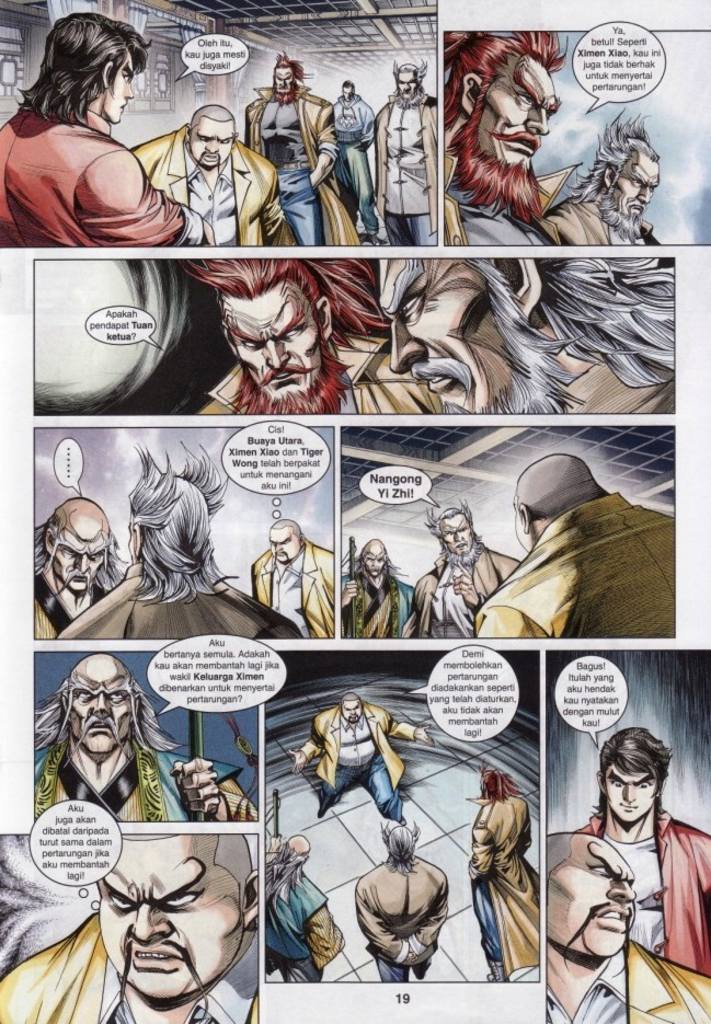 Oleh itu,
kau juga mesti
disyaki!
Ya,
betul! Seperti
Ximen Xiao, kau ini
juga tidak berhak
untuk menyertai
pertarungan!
Apakah
pendapat Tuan
ketua?
......
Cis!
Buaya Utara,
Ximen Xiao dan Tiger
Wong telah berpakat
untuk menangani
aku ini!
Nangong
Yi Zhi!
Aku
bertanya semula. Adakah
kau akan membantah lagi jika
wakil Keluarga Ximen
dibenarkan untuk menyertai
pertarungan?
Aku
juga akan
dibatal daripada
turut sama dalam
pertarungan jika
aku membantah
lagi!
Demi
membolehkan
pertarungan
diadakankan seperti
yang telah diaturkan,
aku tidak akan
membantah
lagi!
Bagus!
Itulah yang
aku hendak
kau nyatakan
dengan mulut
kau!
19